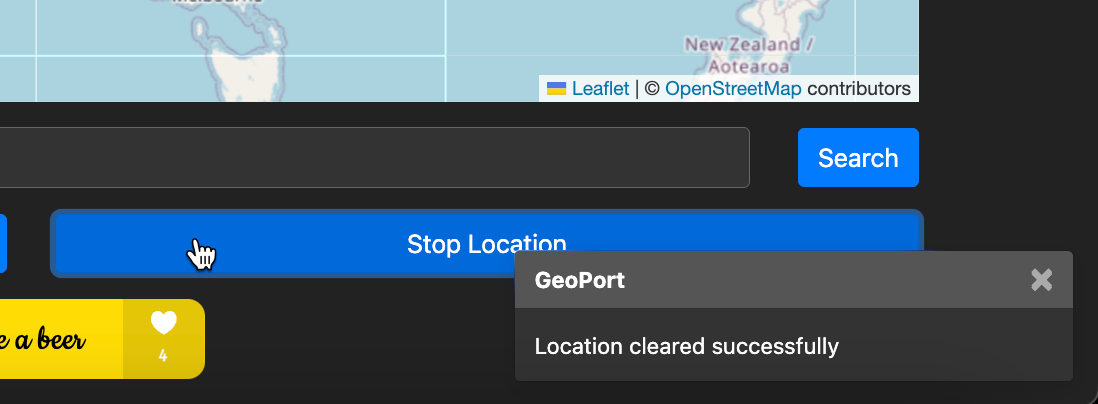 New Zealand /
Aotearoa
Leaflet | © OpenStreetMap contributors
Search
Stop Location
GeoPort
Location cleared successfully
a beer
4